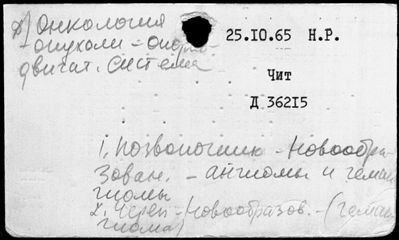 Онкология
- опухоли - опорно-
двигат. система
25.10.65 Н.Р.
Чит
Д 36215
1. Позвоночник - Новообра-
зован. - ангиомы и геман-
гиомы
2. Череп - Новообразов. - (геман-
гиома)